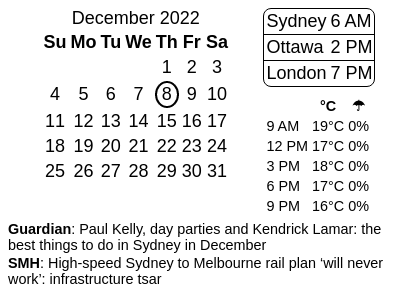 December 2022
Su Mo Tu We Th Fr Sa
1 2 3
4 5 6 7 8 9 10
11 12 13 14 15 16 17
18 19 20 21 22 23 24
25 26 27 28 29 30 31
Sydney 6 AM
Ottawa 2 PM
London 7 PM
°C ☂
9 AM 19°C 0%
12 PM 17°C 0%
3 PM 18°C 0%
6 PM 17°C 0%
9 PM 16°C 0%
Guardian: Paul Kelly, day parties and Kendrick Lamar: the
best things to do in Sydney in December
SMH: High-speed Sydney to Melbourne rail plan ‘will never
work’: infrastructure tsar